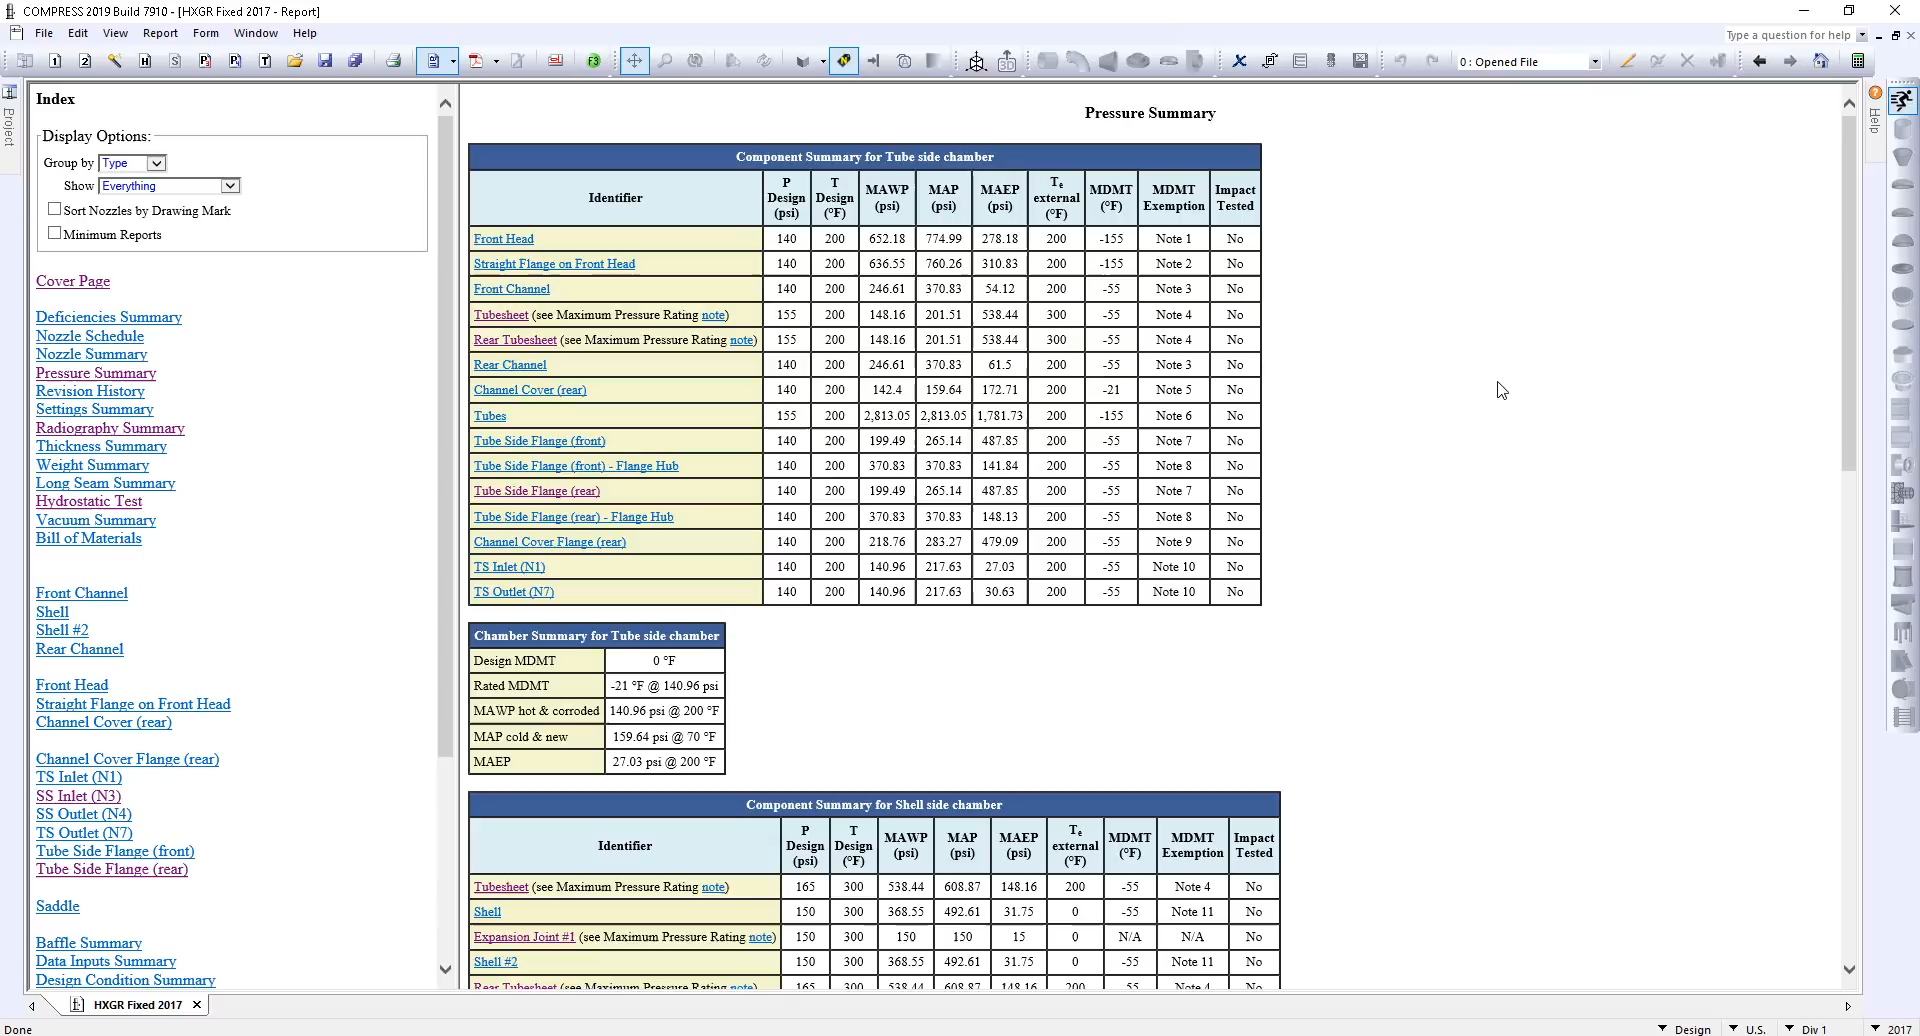 COMPRESS 2019 Build 7910 - [HXGR Fixed 2017 - Report]
File Edit View Report Form Window Help Type a question for help
0 : Opened File
Project
Help
Index
Display Options:
Group by Type
Show Everything
Sort Nozzles by Drawing Mark
Minimum Reports
Cover Page
Deficiencies Summary
Nozzle Schedule
Nozzle Summary
Pressure Summary
Revision History
Settings Summary
Radiography Summary
Thickness Summary
Weight Summary
Long Seam Summary
Hydrostatic Test
Vacuum Summary
Bill of Materials
Front Channel
Shell
Shell #2
Rear Channel
Front Head
Straight Flange on Front Head
Channel Cover (rear)
Channel Cover Flange (rear)
TS Inlet (N1)
SS Inlet (N3)
SS Outlet (N4)
TS Outlet (N7)
Tube Side Flange (front)
Tube Side Flange (rear)
Saddle
Baffle Summary
Data Inputs Summary
Design Condition Summary
Pressure Summary
Component Summary for Tube side chamber
Identifier P Design (psi) T Design (°F) MAWP (psi) MAP (psi) MAEP (psi) Te external (°F) MDMT (°F) MDMT Exemption Impact Tested
Front Head 140 200 652.18 774.99 278.18 200 -155 Note 1 No
Straight Flange on Front Head 140 200 636.55 760.26 310.83 200 -155 Note 2 No
Front Channel 140 200 246.61 370.83 54.12 200 -55 Note 3 No
Tubesheet (see Maximum Pressure Rating note) 155 200 148.16 201.51 538.44 300 -55 Note 4 No
Rear Tubesheet (see Maximum Pressure Rating note) 155 200 148.16 201.51 538.44 300 -55 Note 4 No
Rear Channel 140 200 246.61 370.83 61.5 200 -55 Note 3 No
Channel Cover (rear) 140 200 142.4 159.64 172.71 200 -21 Note 5 No
Tubes 155 200 2,813.05 2,813.05 1,781.73 200 -155 Note 6 No
Tube Side Flange (front) 140 200 199.49 265.14 487.85 200 -55 Note 7 No
Tube Side Flange (front) - Flange Hub 140 200 370.83 370.83 141.84 200 -55 Note 8 No
Tube Side Flange (rear) 140 200 199.49 265.14 487.85 200 -55 Note 7 No
Tube Side Flange (rear) - Flange Hub 140 200 370.83 370.83 148.13 200 -55 Note 8 No
Channel Cover Flange (rear) 140 200 218.76 283.27 479.09 200 -55 Note 9 No
TS Inlet (N1) 140 200 140.96 217.63 27.03 200 -55 Note 10 No
TS Outlet (N7) 140 200 140.96 217.63 30.63 200 -55 Note 10 No
Chamber Summary for Tube side chamber
Design MDMT 0 °F
Rated MDMT -21 °F @ 140.96 psi
MAWP hot & corroded 140.96 psi @ 200 °F
MAP cold & new 159.64 psi @ 70 °F
MAEP 27.03 psi @ 200 °F
Component Summary for Shell side chamber
Identifier P Design (psi) T Design (°F) MAWP (psi) MAP (psi) MAEP (psi) Te external (°F) MDMT (°F) MDMT Exemption Impact Tested
Tubesheet (see Maximum Pressure Rating note) 165 300 538.44 608.87 148.16 200 -55 Note 4 No
Shell 150 300 368.55 492.61 31.75 0 -55 Note 11 No
Expansion Joint #1 (see Maximum Pressure Rating note) 150 300 150 150 15 0 N/A N/A No
Shell #2 150 300 368.55 492.61 31.75 0 -55 Note 11 No
Rear Tubesheet (see Maximum Pressure Rating note) 165 300 538.44 608.87 148.16 200 -55 Note 4 No
HXGR Fixed 2017
Done Design U.S. Div 1 2017